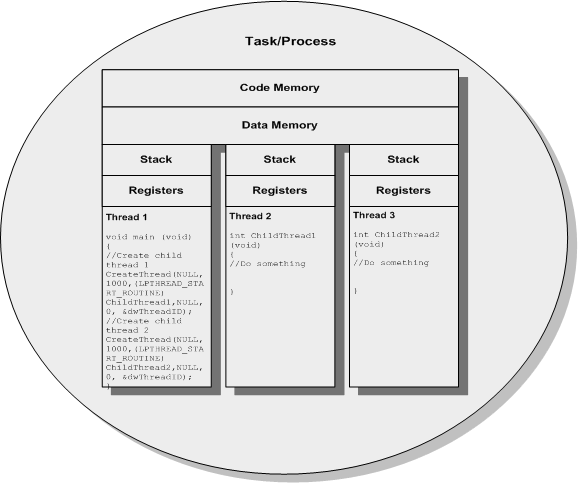 Task/Process
Code Memory
Data Memory
Stack
Registers
Thread 1
void main (void)
{
//Create child
thread 1
CreateThread(NULL,
1000,(LPTHREAD_STA
RT_ROUTINE)
ChildThread1,NULL,
0, &dwThreadID);
//Create child
thread 2
CreateThread(NULL,
1000,(LPTHREAD_STA
RT_ROUTINE)
ChildThread2,NULL,
0, &dwThreadID);
}
Stack
Registers
Thread 2
int ChildThread1
(void)
{
//Do something
}
Stack
Registers
Thread 3
int ChildThread2
(void)
{
//Do something
}